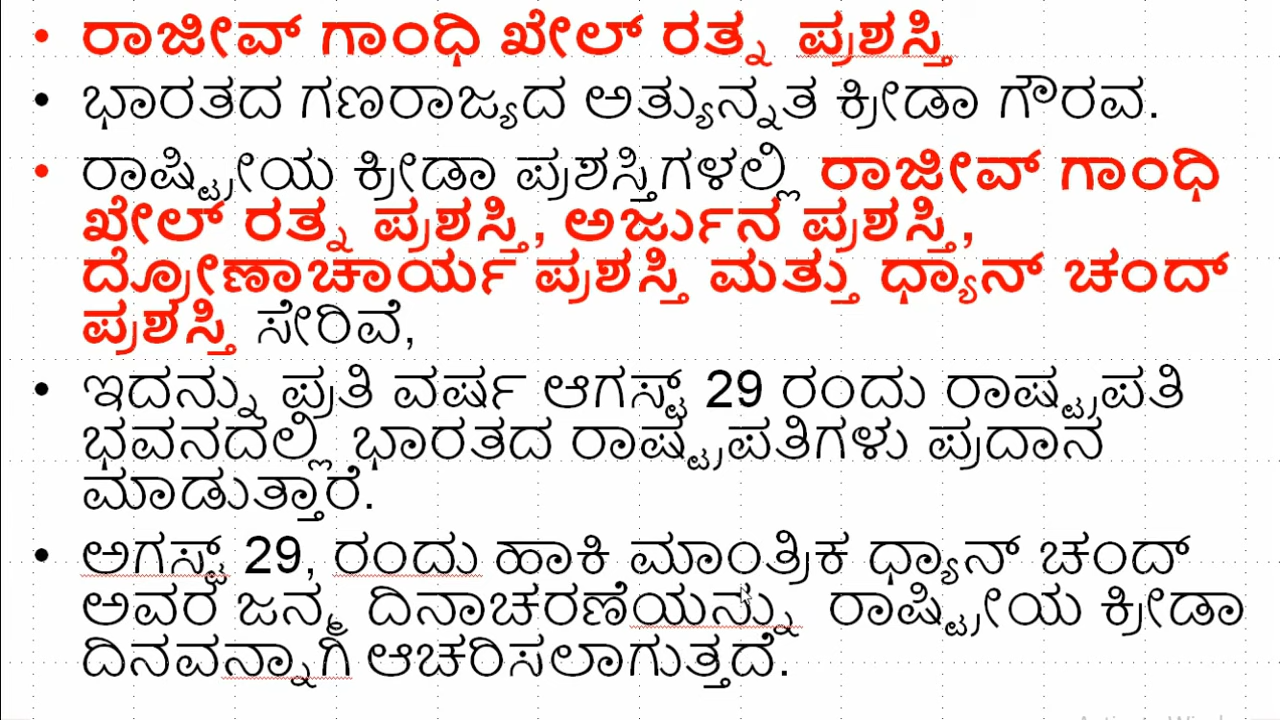 • ರಾಜೀವ್ ಗಾಂಧಿ ಖೇಲ್ ರತ್ನ ಪ್ರಶಸ್ತಿ
• ಭಾರತದ ಗಣರಾಜ್ಯದ ಅತ್ಯುನ್ನತ ಕ್ರೀಡಾ ಗೌರವ.
• ರಾಷ್ಟ್ರೀಯ ಕ್ರೀಡಾ ಪ್ರಶಸ್ತಿಗಳಲ್ಲಿ ರಾಜೀವ್ ಗಾಂಧಿ
ಖೇಲ್ ರತ್ನ ಪ್ರಶಸ್ತಿ, ಅರ್ಜುನ ಪ್ರಶಸ್ತಿ,
ದ್ರೋಣಾಚಾರ್ಯ ಪ್ರಶಸ್ತಿ ಮತ್ತು ಧ್ಯಾನ್ ಚಂದ್
ಪ್ರಶಸ್ತಿ ಸೇರಿವೆ,
• ಇದನ್ನು ಪ್ರತಿ ವರ್ಷ ಆಗಸ್ಟ್ 29 ರಂದು ರಾಷ್ಟ್ರಪತಿ
ಭವನದಲ್ಲಿ ಭಾರತದ ರಾಷ್ಟ್ರಪತಿಗಳು ಪ್ರದಾನ
ಮಾಡುತ್ತಾರೆ.
• ಅಗಸ್ಟ್ 29, ರಂದು ಹಾಕಿ ಮಾಂತ್ರಿಕ ಧ್ಯಾನ್ ಚಂದ್
ಅವರ ಜನ್ಮ ದಿನಾಚರಣೆಯನ್ನು ರಾಷ್ಟ್ರೀಯ ಕ್ರೀಡಾ
ದಿನವನ್ನಾಗಿ ಆಚರಿಸಲಾಗುತ್ತದೆ.